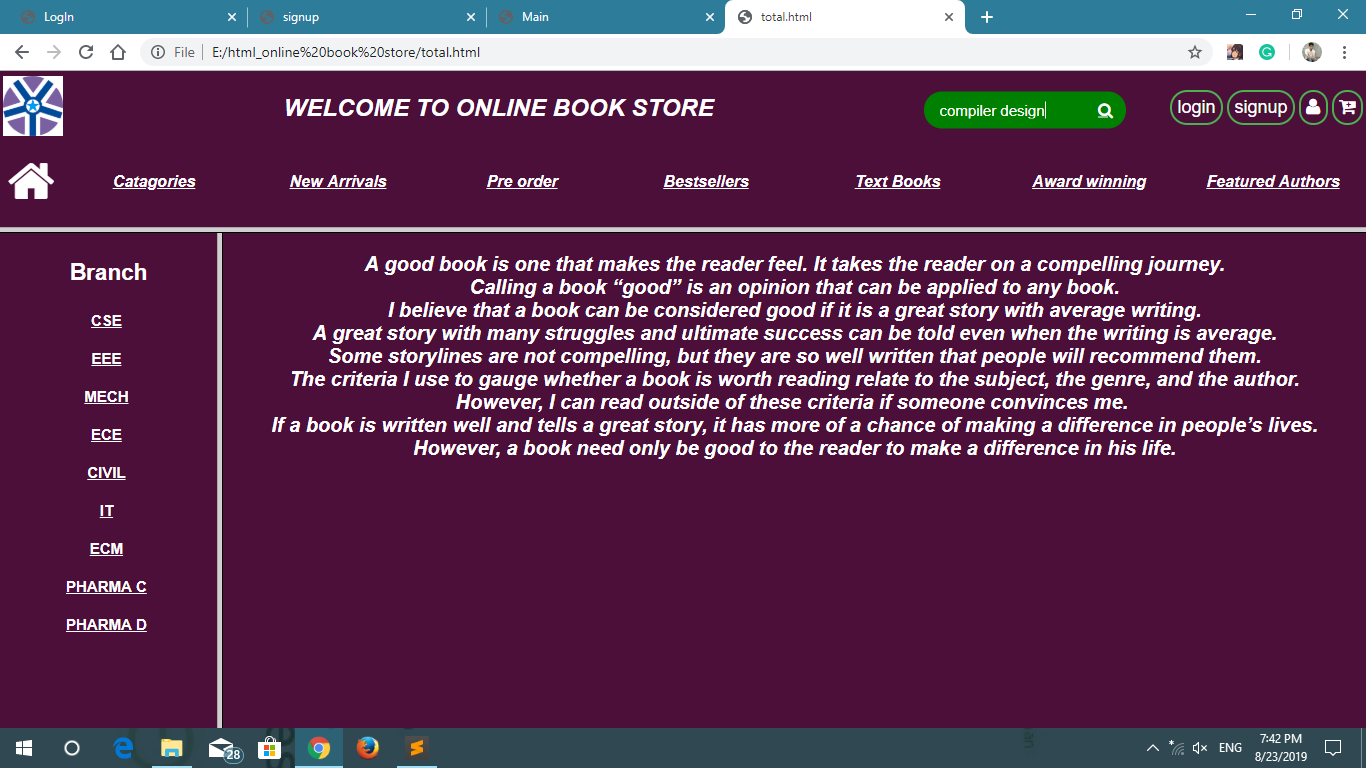 LogIn
signup
Main
total.html
File
E:/html_online%20book%20store/total.html
WELCOME TO ONLINE BOOK STORE
compiler design
login
signup
Catagories
New Arrivals
Pre order
Bestsellers
Text Books
Award winning
Featured Authors
Branch
CSE
EEE
MECH
ECE
CIVIL
IT
ECM
PHARMA C
PHARMA D
A good book is one that makes the reader feel. It takes the reader on a compelling journey.
Calling a book “good” is an opinion that can be applied to any book.
I believe that a book can be considered good if it is a great story with average writing.
A great story with many struggles and ultimate success can be told even when the writing is average.
Some storylines are not compelling, but they are so well written that people will recommend them.
The criteria I use to gauge whether a book is worth reading relate to the subject, the genre, and the author.
However, I can read outside of these criteria if someone convinces me.
If a book is written well and tells a great story, it has more of a chance of making a difference in people’s lives.
However, a book need only be good to the reader to make a difference in his life.
28
ENG
7:42 PM
8/23/2019